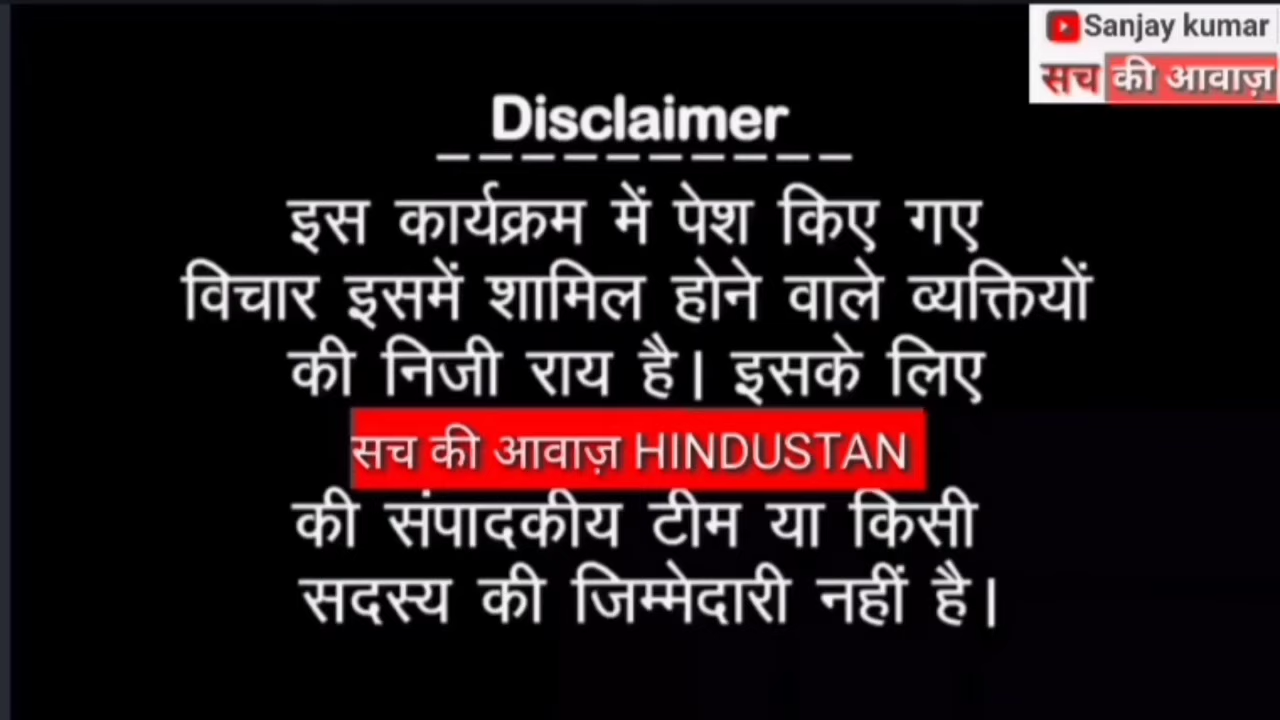 Sanjay kumar
सच की आवाज़
Disclaimer
इस कार्यक्रम में पेश किए गए
विचार इसमें शामिल होने वाले व्यक्तियों
की निजी राय है। इसके लिए
सच की आवाज़ HINDUSTAN
की संपादकीय टीम या किसी
सदस्य की जिम्मेदारी नहीं है।